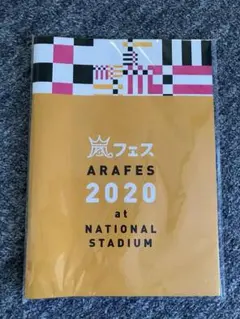 嵐フェス
ARAFES
2020
at
NATIONAL
STADIUM